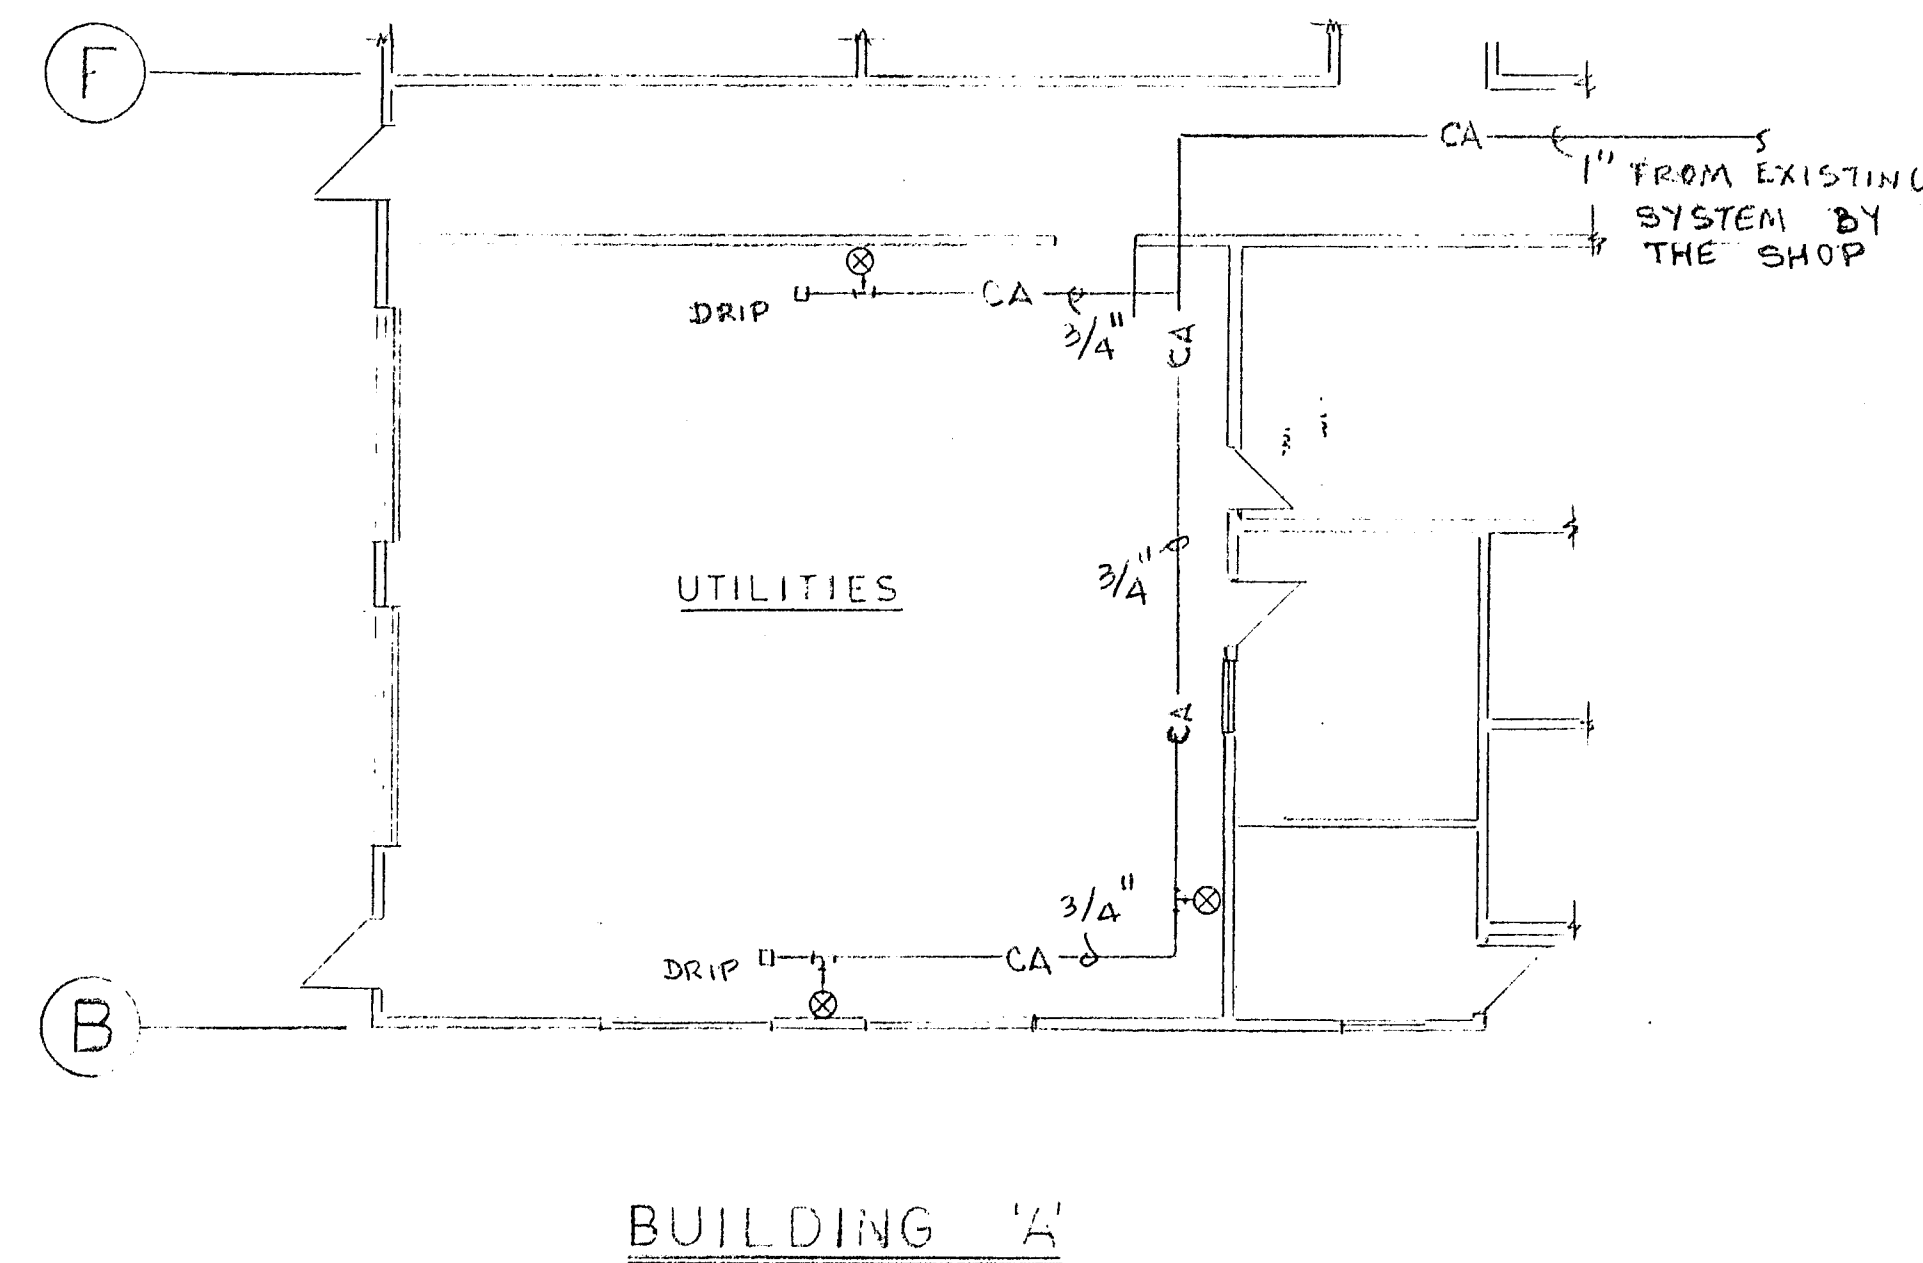 F
CA
1" FROM EXISTING
SYSTEM BY
THE SHOP
DRIP
CA
3/4"
CA
3/4"
UTILITIES
CA
3/4"
DRIP
CA
B
BUILDING 'A'